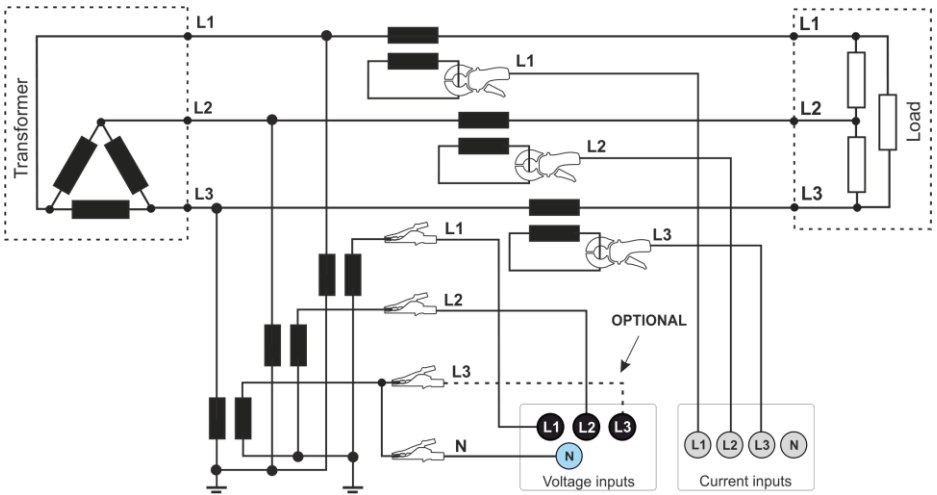 Transformer
L1
L1
L1
L2
L2
L2
Load
L3
L3
L1
L3
L2
OPTIONAL
L3
N
L1
L2
L3
N
Voltage inputs
L1
L2
L3
N
Current inputs